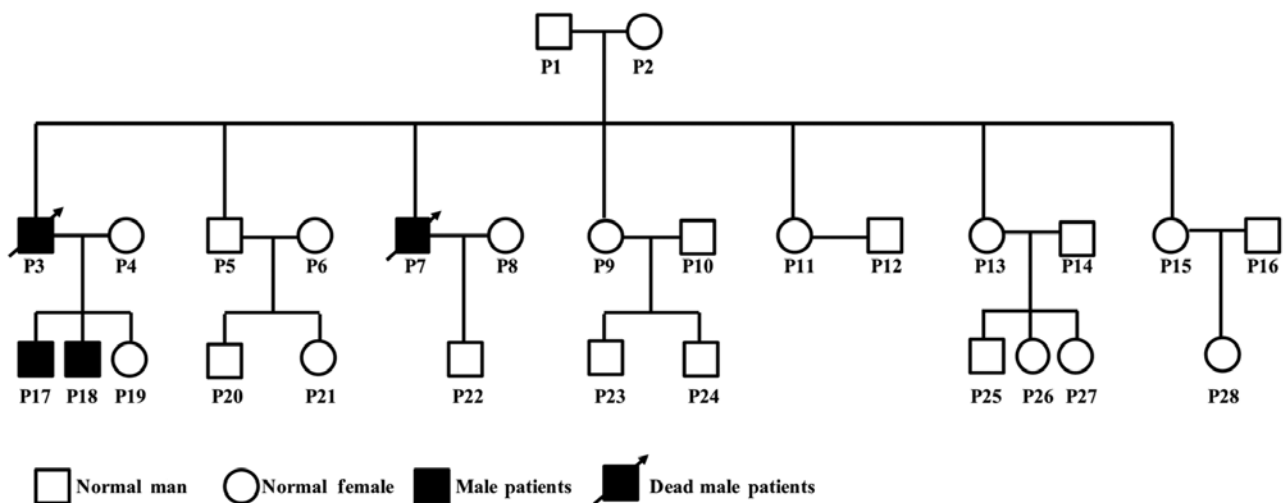 P1 P2
P3 P4 P5 P6 P7 P8 P9 P10 P11 P12 P13 P14 P15 P16
P17 P18 P19 P20 P21 P22 P23 P24 P25 P26 P27 P28
Normal man Normal female Male patients Dead male patients